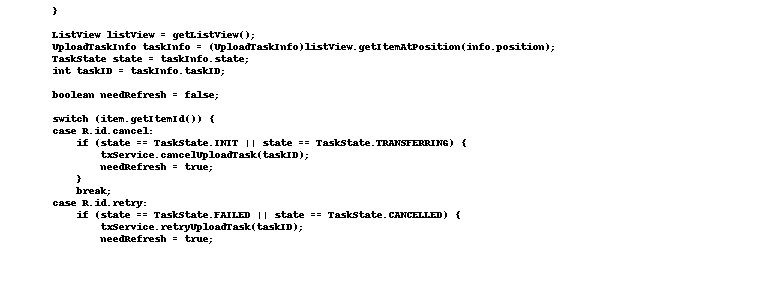 }
ListView listView = getListView();
UploadTaskInfo taskInfo = (UploadTaskInfo)listView.getItemAtPosition(info.position);
TaskState state = taskInfo.state;
int taskID = taskInfo.taskID;
boolean needRefresh = false;
switch (item.getItemId()) {
case R.id.cancel:
if (state == TaskState.INIT || state == TaskState.TRANSFERRING) {
txService.cancelUploadTask(taskID);
needRefresh = true;
}
break;
case R.id.retry:
if (state == TaskState.FAILED || state == TaskState.CANCELLED) {
txService.retryUploadTask(taskID);
needRefresh = true;